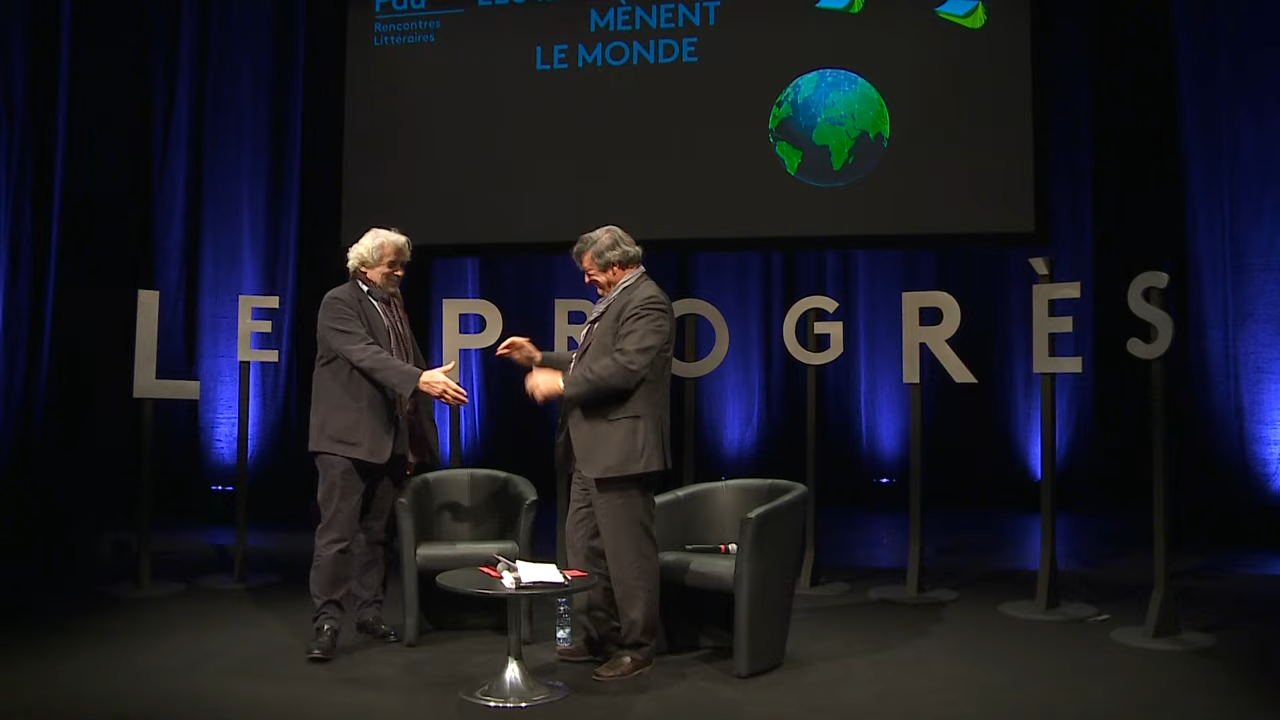 Pau
Rencontres
Littéraires
MÈNENT
LE MONDE
LE PROGRÈS